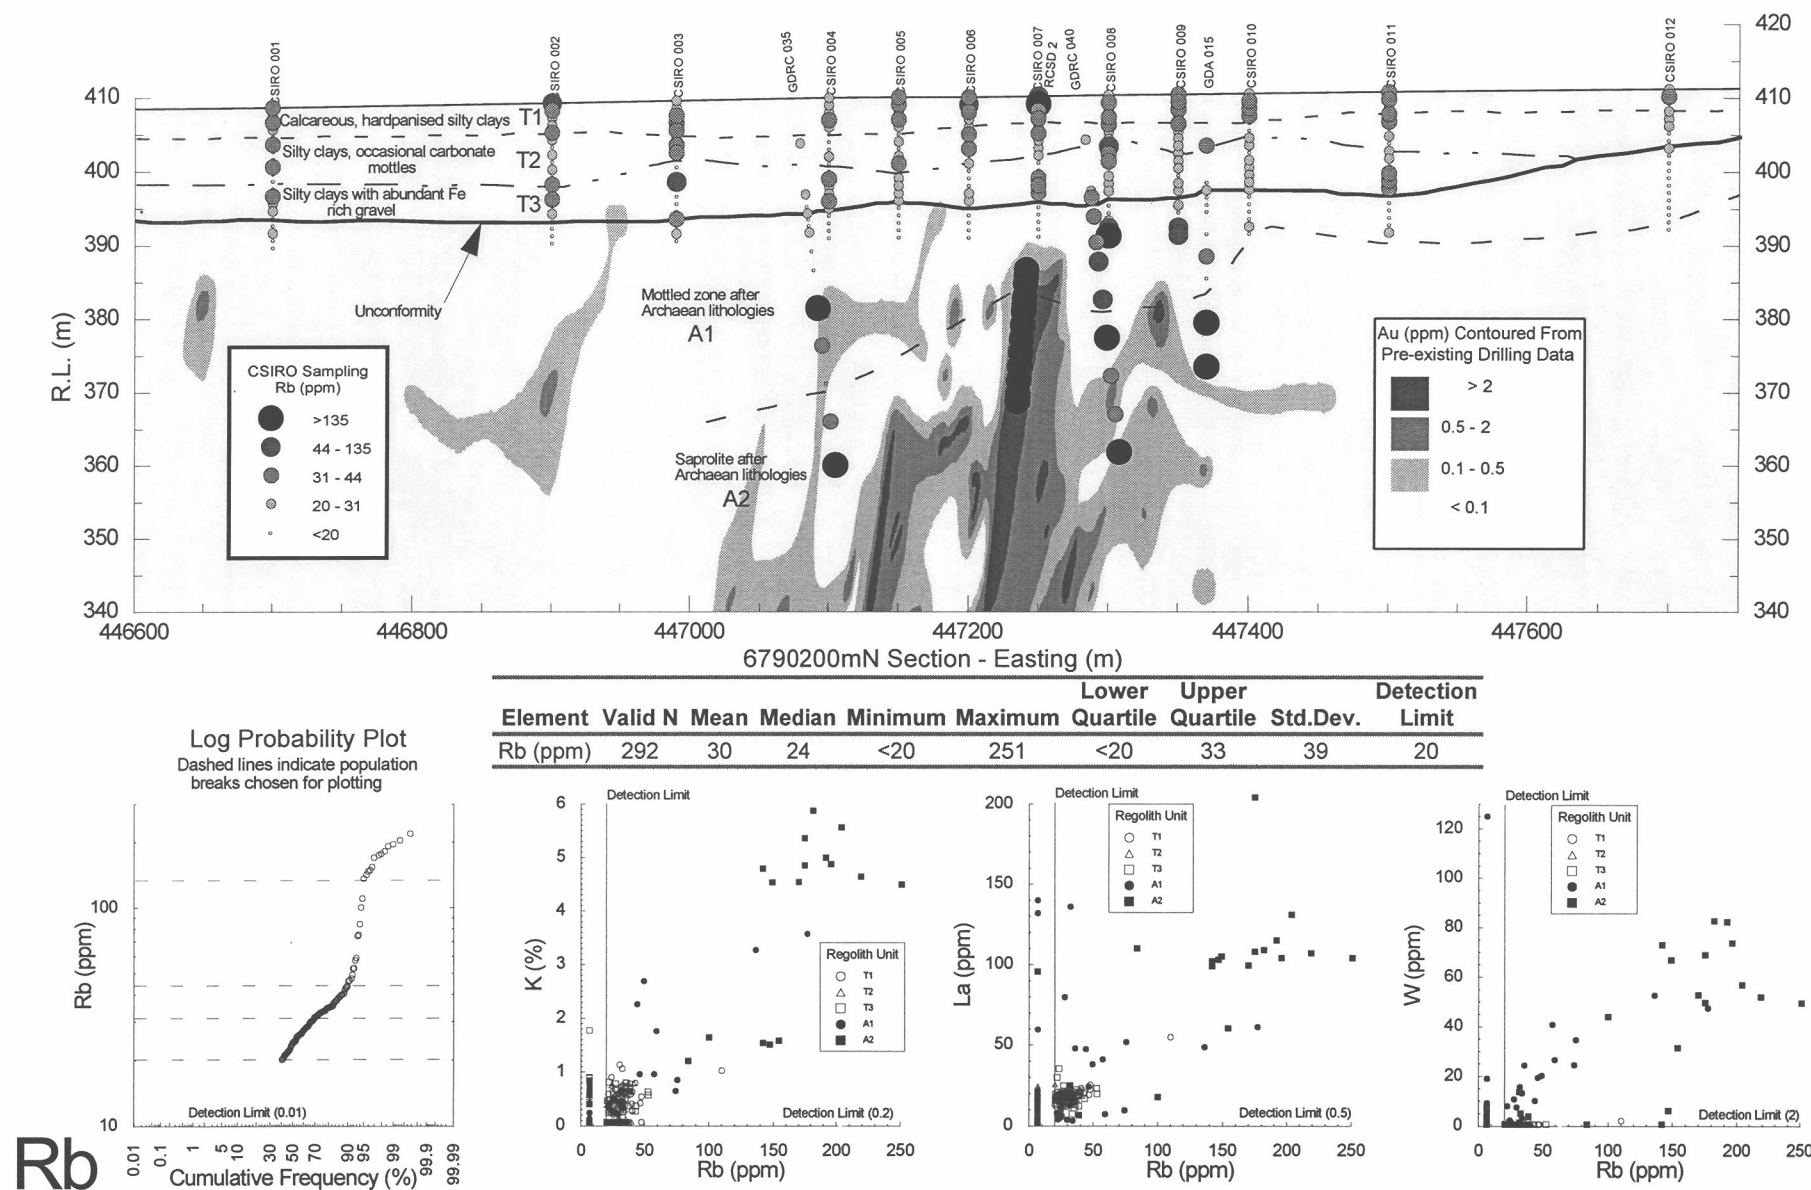 CSIRO 001
CSIRO 002
CSIRO 003
GDRC 035
CSIRO 004
CSIRO 005
CSIRO 006
CSIRO 007
RCSD 2
GDRC 040
CSIRO 008
CSIRO 009
GDA 015
CSIRO 010
CSIRO 011
CSIRO 012
420
410
400
390
380
370
360
350
340
R.L. (m)
410
400
390
380
370
360
350
340
Calcareous, hardpanised silty clays T1
Silty clays, occasional carbonate
mottles
T2
Silty clays with abundant Fe
rich gravel
T3
Unconformity
Mottled zone after
Archaean lithologies
A1
Saprolite after
Archaean lithologies
A2
CSIRO Sampling
Rb (ppm)
>135
44 - 135
31 - 44
20 - 31
<20
Au (ppm) Contoured From
Pre-existing Drilling Data
> 2
0.5 - 2
0.1 - 0.5
< 0.1
446600 446800 447000 447200 447400 447600
6790200mN Section - Easting (m)
Element Valid N Mean Median Minimum Maximum Lower Quartile Upper Quartile Std.Dev. Detection Limit
Rb (ppm) 292 30 24 <20 251 <20 33 39 20
Log Probability Plot
Dashed lines indicate population
breaks chosen for plotting
Rb (ppm)
100
10
Detection Limit (0.01)
0.01 0.1 1 5 10 30 50 70 90 95 99 99.9 99.99
Cumulative Frequency (%)
Rb
Detection Limit
K (%)
6
5
4
3
2
1
0
Regolith Unit
T1
T2
T3
A1
A2
Detection Limit (0.2)
0 50 100 150 200 250
Rb (ppm)
Detection Limit
La (ppm)
200
150
100
50
0
Regolith Unit
T1
T2
T3
A1
A2
Detection Limit (0.5)
0 50 100 150 200 250
Rb (ppm)
Detection Limit
W (ppm)
120
100
80
60
40
20
0
Regolith Unit
T1
T2
T3
A1
A2
Detection Limit (2)
0 50 100 150 200 250
Rb (ppm)